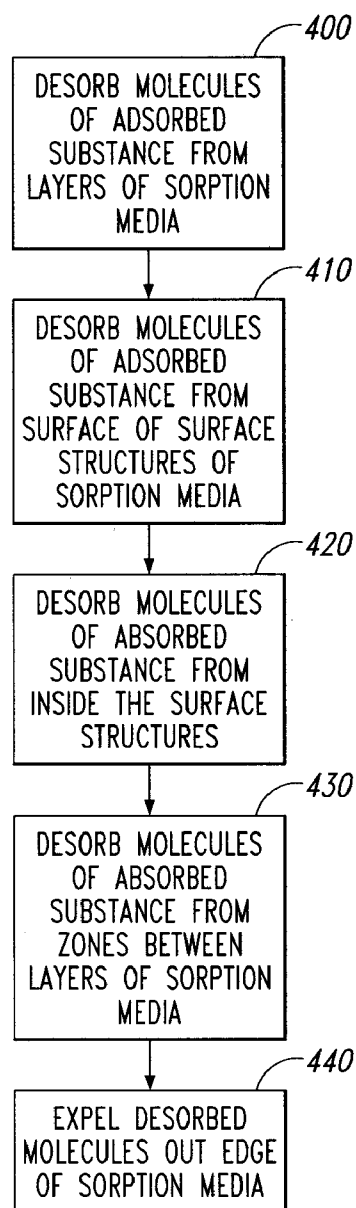 400
DESORB MOLECULES
OF ADSORBED
SUBSTANCE FROM
LAYERS OF SORPTION
MEDIA
410
DESORB MOLECULES
OF ADSORBED
SUBSTANCE FROM
SURFACE OF SURFACE
STRUCTURES OF
SORPTION MEDIA
420
DESORB MOLECULES
OF ABSORBED
SUBSTANCE FROM
INSIDE THE SURFACE
STRUCTURES
430
DESORB MOLECULES
OF ABSORBED
SUBSTANCE FROM
ZONES BETWEEN
LAYERS OF SORPTION
MEDIA
440
EXPEL DESORBED
MOLECULES OUT EDGE
OF SORPTION MEDIA